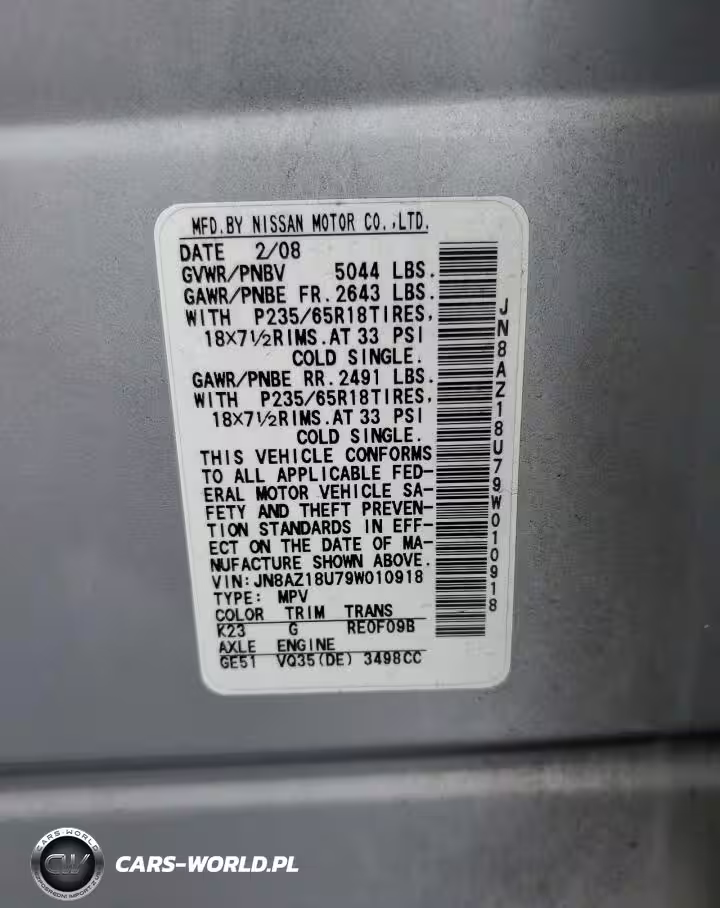 MFD.BY NISSAN MOTOR CO.,LTD.
DATE 2/08
GVWR/PNBV 5044 LBS.
GAWR/PNBE FR.2643 LBS.
WITH P235/65R18TIRES,
18×7½RIMS.AT 33 PSI
COLD SINGLE.
GAWR/PNBE RR.2491 LBS.
WITH P235/65R18TIRES,
18×7½RIMS.AT 33 PSI
COLD SINGLE.
THIS VEHICLE CONFORMS
TO ALL APPLICABLE FED-
ERAL MOTOR VEHICLE SA-
FETY AND THEFT PREVEN-
TION STANDARDS IN EFF-
ECT ON THE DATE OF MA-
NUFACTURE SHOWN ABOVE.
VIN:JN8AZ18U79W010918
TYPE: MPV
COLOR TRIM TRANS
K23 G RE0F09B
AXLE ENGINE
GE51 VQ35(DE) 3498CC
JN8AZ18U79W010918
CARS-WORLD
CW
CARS-WORLD.PL